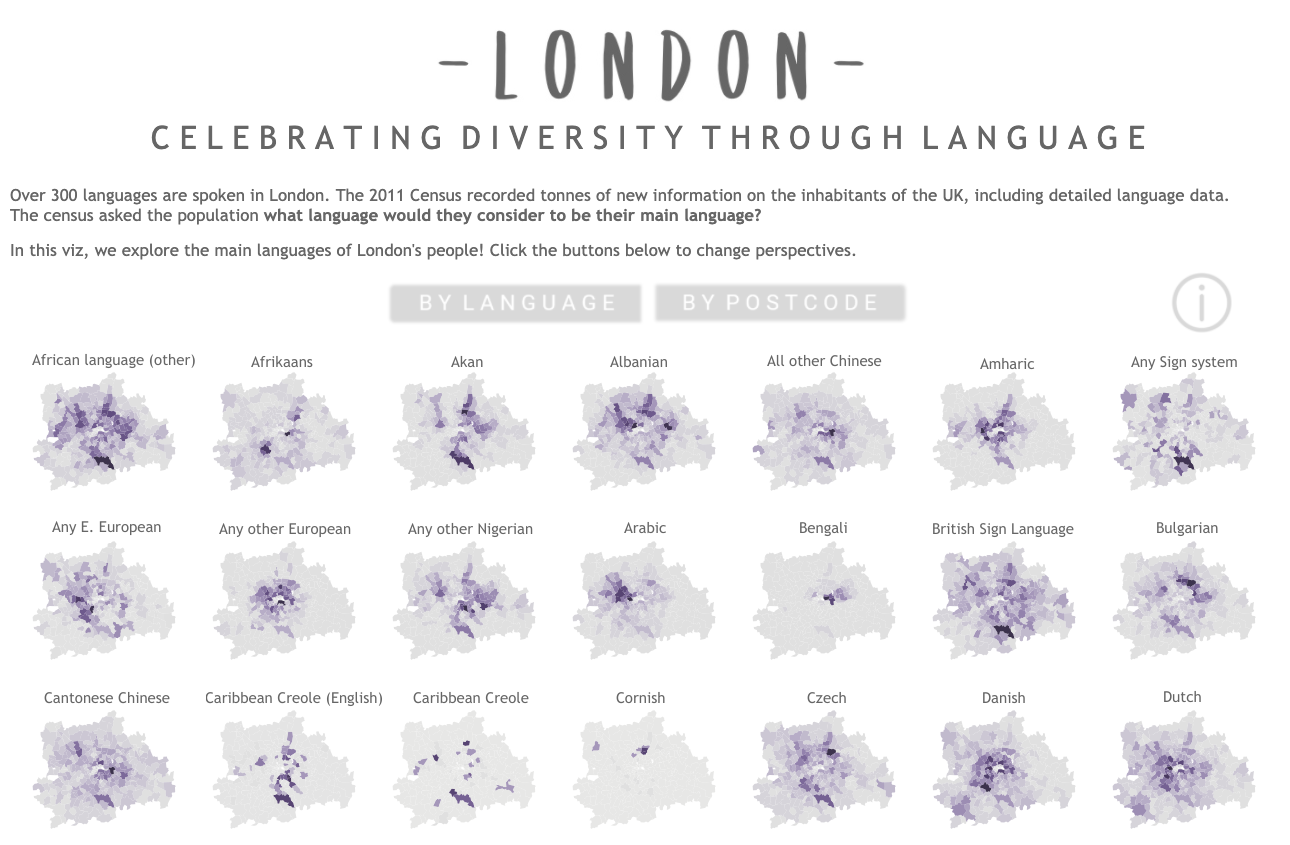 - LONDON -
CELEBRATING DIVERSITY THROUGH LANGUAGE
Over 300 languages are spoken in London. The 2011 Census recorded tonnes of new information on the inhabitants of the UK, including detailed language data.
The census asked the population what language would they consider to be their main language?
In this viz, we explore the main languages of London's people! Click the buttons below to change perspectives.
BY LANGUAGE BY POSTCODE i
African language (other) Afrikaans Akan Albanian All other Chinese Amharic Any Sign system
Any E. European Any other European Any other Nigerian Arabic Bengali British Sign Language Bulgarian
Cantonese Chinese Caribbean Creole (English) Caribbean Creole Cornish Czech Danish Dutch